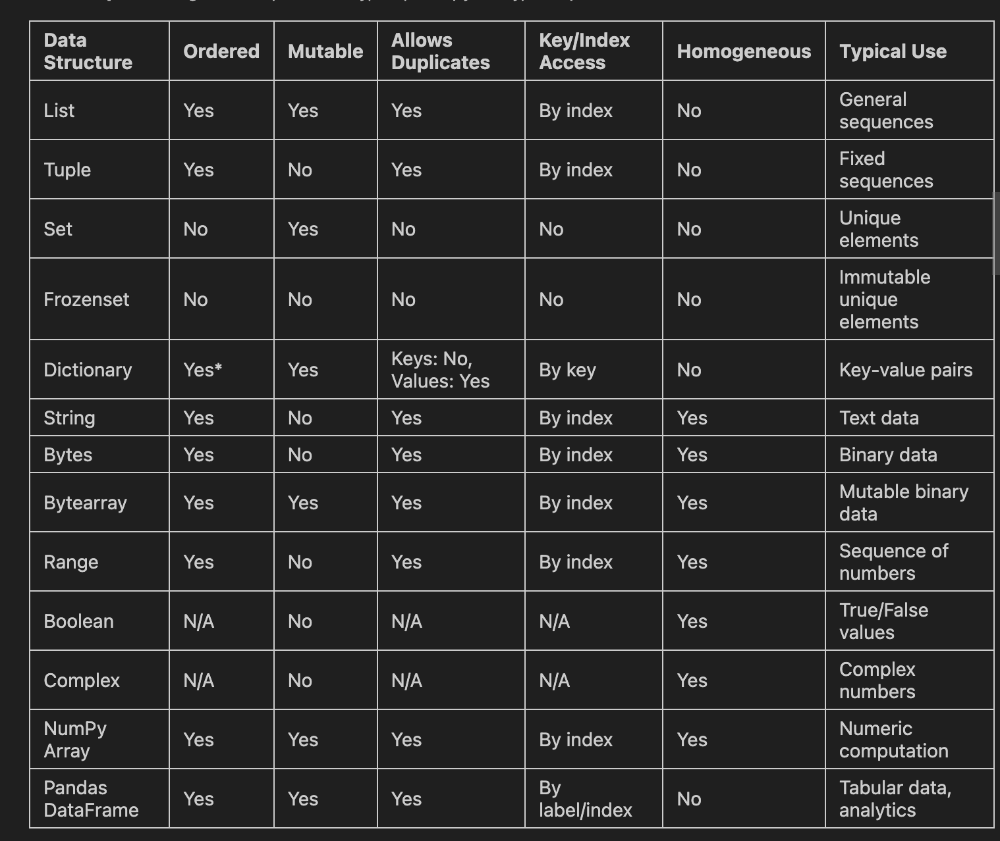 Data Structure | Ordered | Mutable | Allows Duplicates | Key/Index Access | Homogeneous | Typical Use
List | Yes | Yes | Yes | By index | No | General sequences
Tuple | Yes | No | Yes | By index | No | Fixed sequences
Set | No | Yes | No | No | No | Unique elements
Frozenset | No | No | No | No | No | Immutable unique elements
Dictionary | Yes* | Yes | Keys: No, Values: Yes | By key | No | Key-value pairs
String | Yes | No | Yes | By index | Yes | Text data
Bytes | Yes | No | Yes | By index | Yes | Binary data
Bytearray | Yes | Yes | Yes | By index | Yes | Mutable binary data
Range | Yes | No | Yes | By index | Yes | Sequence of numbers
Boolean | N/A | No | N/A | N/A | Yes | True/False values
Complex | N/A | No | N/A | N/A | Yes | Complex numbers
NumPy Array | Yes | Yes | Yes | By index | Yes | Numeric computation
Pandas DataFrame | Yes | Yes | Yes | By label/index | No | Tabular data, analytics